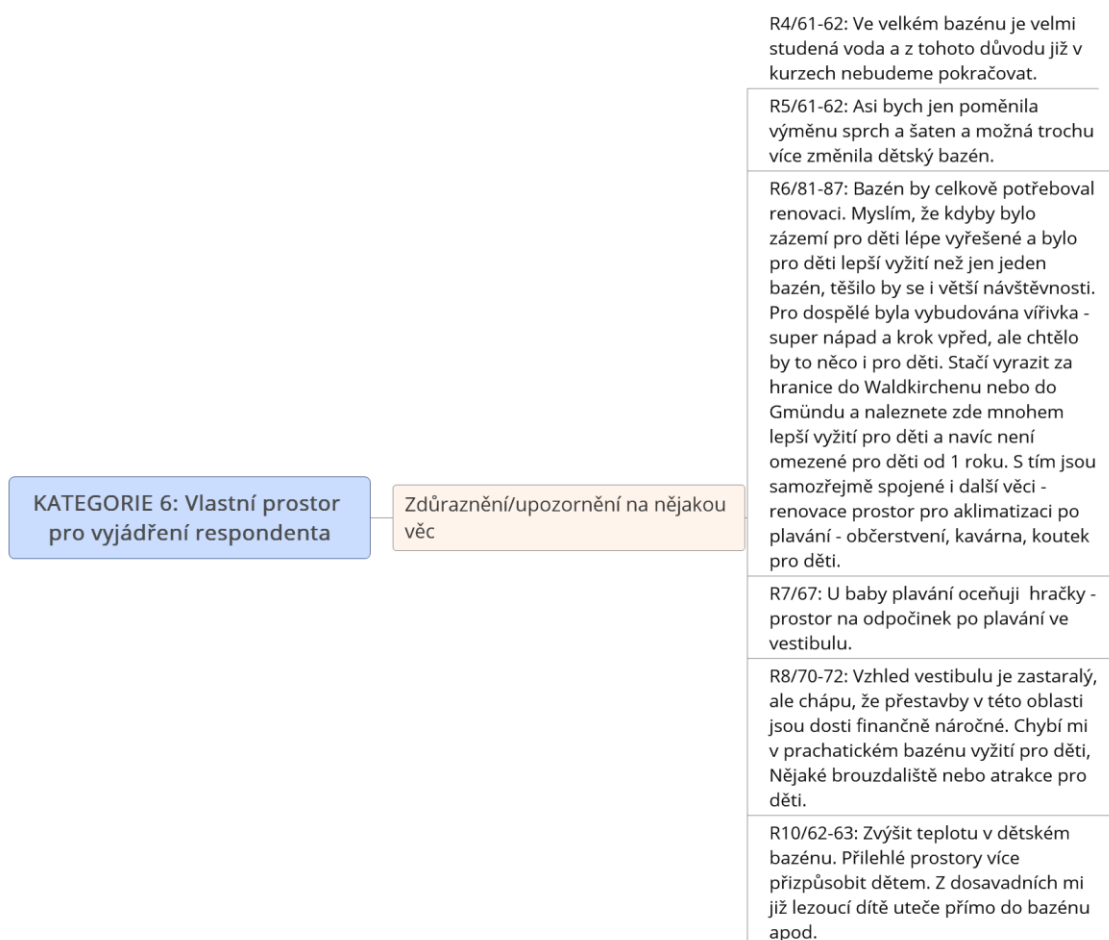 KATEGORIE 6: Vlastní prostor
pro vyjádření respondenta
Zdůraznění/upozornění na nějakou
věc
R4/61-62: Ve velkém bazénu je velmi
studená voda a z tohoto důvodu již v
kurzech nebudeme pokračovat.
R5/61-62: Asi bych jen poměnila
výměnu sprch a šaten a možná trochu
více změnila dětský bazén.
R6/81-87: Bazén by celkově potřeboval
renovaci. Myslím, že kdyby bylo
zázemí pro děti lépe vyřešené a bylo
pro děti lepší vyžití než jen jeden
bazén, těšilo by se i větší návštěvnosti.
Pro dospělé byla vybudována vířivka -
super nápad a krok vpřed, ale chtělo
by to něco i pro děti. Stačí vyrazit za
hranice do Waldkirchenu nebo do
Gmündu a naleznete zde mnohem
lepší vyžití pro děti a navíc není
omezené pro děti od 1 roku. S tím jsou
samozřejmě spojené i další věci -
renovace prostor pro aklimatizaci po
plavání - občerstvení, kavárna, koutek
pro děti.
R7/67: U baby plavání oceňuji  hračky -
prostor na odpočinek po plavání ve
vestibulu.
R8/70-72: Vzhled vestibulu je zastaralý,
ale chápu, že přestavby v této oblasti
jsou dosti finančně náročné. Chybí mi
v prachatickém bazénu vyžití pro děti,
Nějaké brouzdaliště nebo atrakce pro
děti.
R10/62-63: Zvýšit teplotu v dětském
bazénu. Přilehlé prostory více
přizpůsobit dětem. Z dosavadních mi
již lezoucí dítě uteče přímo do bazénu
apod.